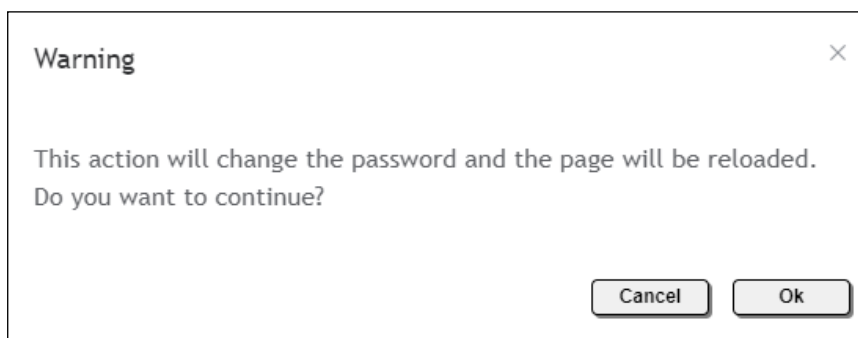 Warning
This action will change the password and the page will be reloaded.
Do you want to continue?
Cancel Ok